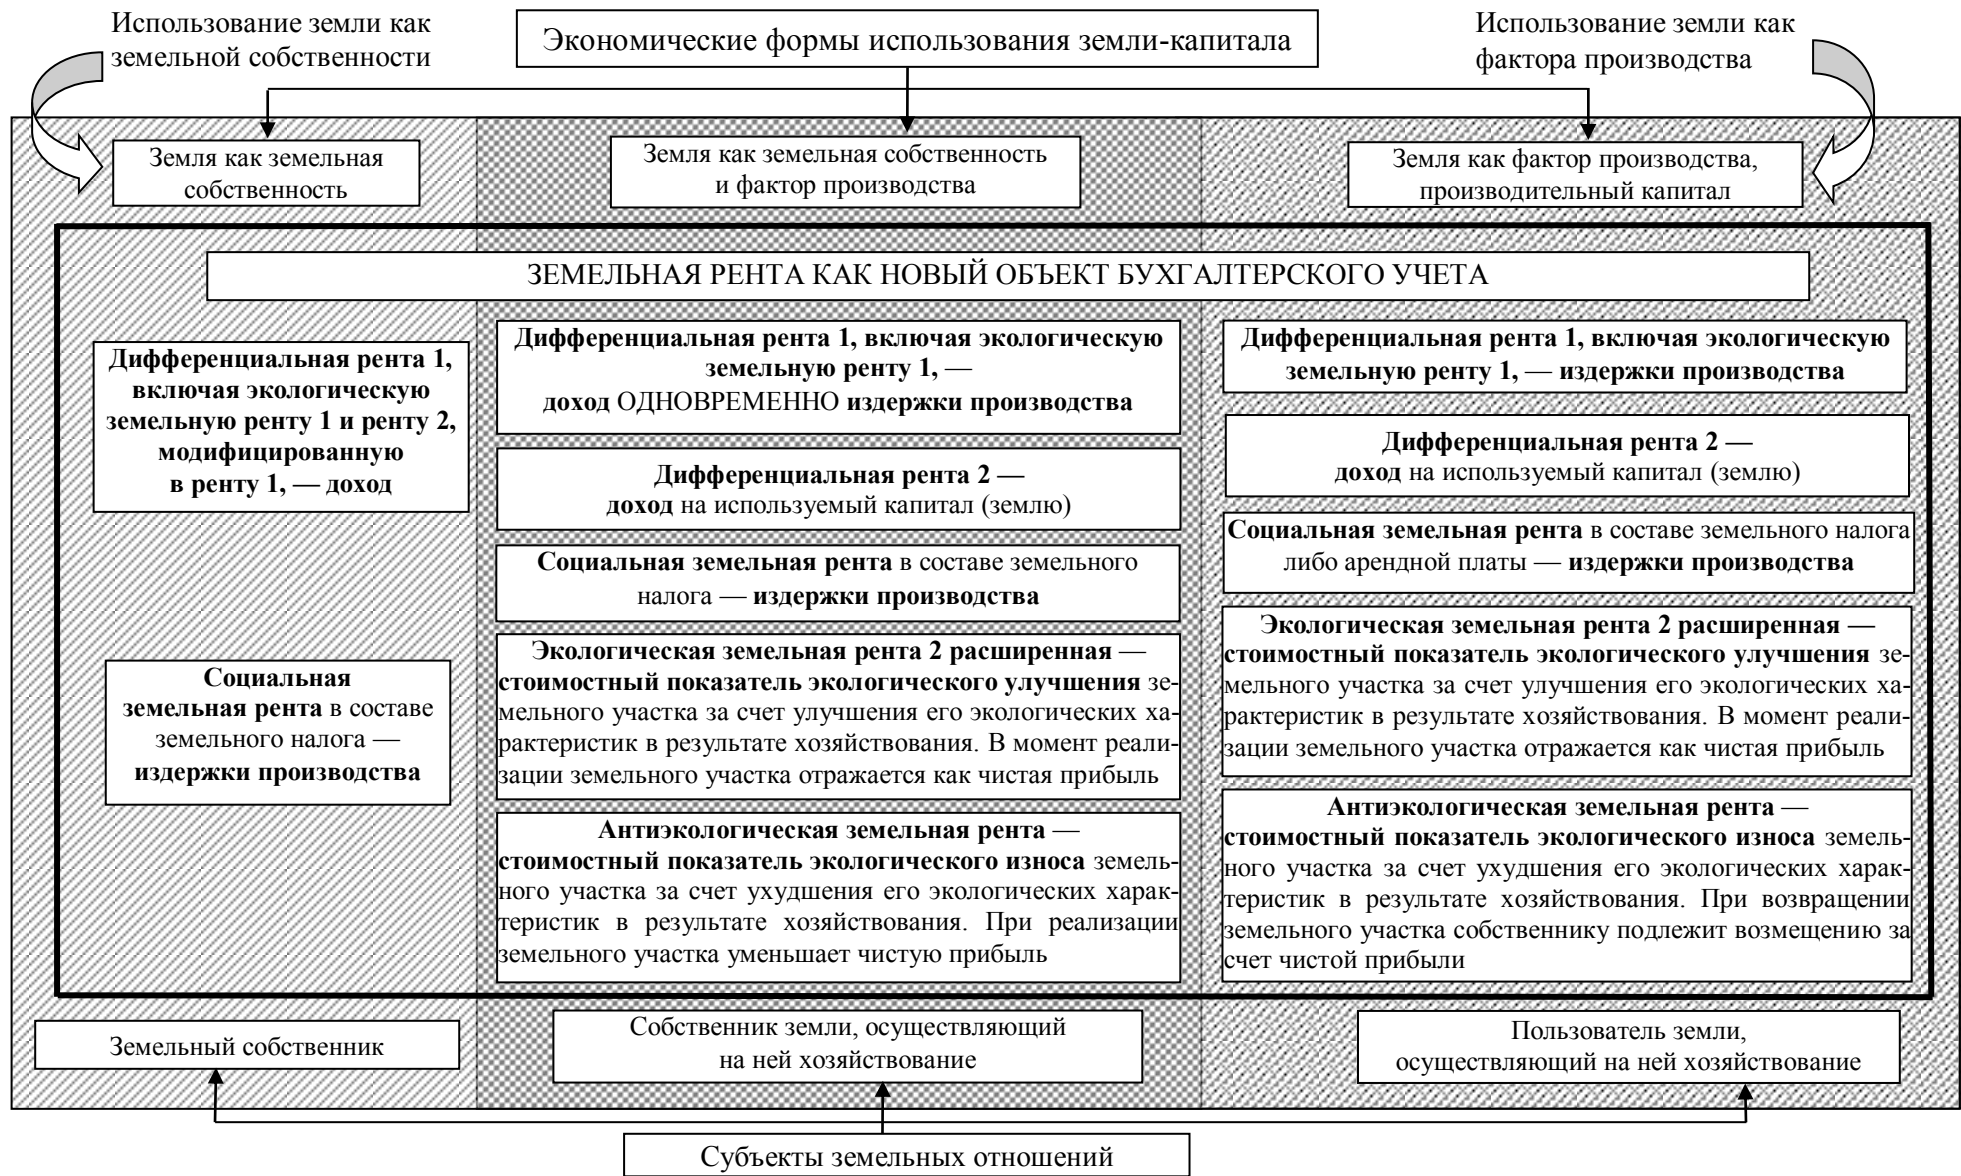 Использование земли как
земельной собственности
Экономические формы использования земли-капитала
Использование земли как
фактора производства
Земля как земельная
собственность
Земля как земельная собственность
и фактор производства
Земля как фактор производства,
производительный капитал
ЗЕМЕЛЬНАЯ РЕНТА КАК НОВЫЙ ОБЪЕКТ БУХГАЛТЕРСКОГО УЧЕТА
Дифференциальная рента 1,
включая экологическую
земельную ренту 1 и ренту 2,
модифицированную
в ренту 1, — доход
Социальная
земельная рента в составе
земельного налога —
издержки производства
Дифференциальная рента 1, включая экологическую
земельную ренту 1, —
доход ОДНОВРЕМЕННО издержки производства
Дифференциальная рента 2 —
доход на используемый капитал (землю)
Социальная земельная рента в составе земельного
налога — издержки производства
Экологическая земельная рента 2 расширенная —
стоимостный показатель экологического улучшения зе-
мельного участка за счет улучшения его экологических ха-
рактеристик в результате хозяйствования. В момент реали-
зации земельного участка отражается как чистая прибыль
Антиэкологическая земельная рента —
стоимостный показатель экологического износа земель-
ного участка за счет ухудшения его экологических харак-
теристик в результате хозяйствования. При реализации
земельного участка уменьшает чистую прибыль
Дифференциальная рента 1, включая экологическую
земельную ренту 1, — издержки производства
Дифференциальная рента 2 —
доход на используемый капитал (землю)
Социальная земельная рента в составе земельного налога
либо арендной платы — издержки производства
Экологическая земельная рента 2 расширенная —
стоимостный показатель экологического улучшения зе-
мельного участка за счет улучшения его экологических ха-
рактеристик в результате хозяйствования. В момент реали-
зации земельного участка отражается как чистая прибыль
Антиэкологическая земельная рента —
стоимостный показатель экологического износа земель-
ного участка за счет ухудшения его экологических харак-
теристик в результате хозяйствования. При возвращении
земельного участка собственнику подлежит возмещению за
счет чистой прибыли
Земельный собственник
Собственник земли, осуществляющий
на ней хозяйствование
Пользователь земли,
осуществляющий на ней хозяйствование
Субъекты земельных отношений